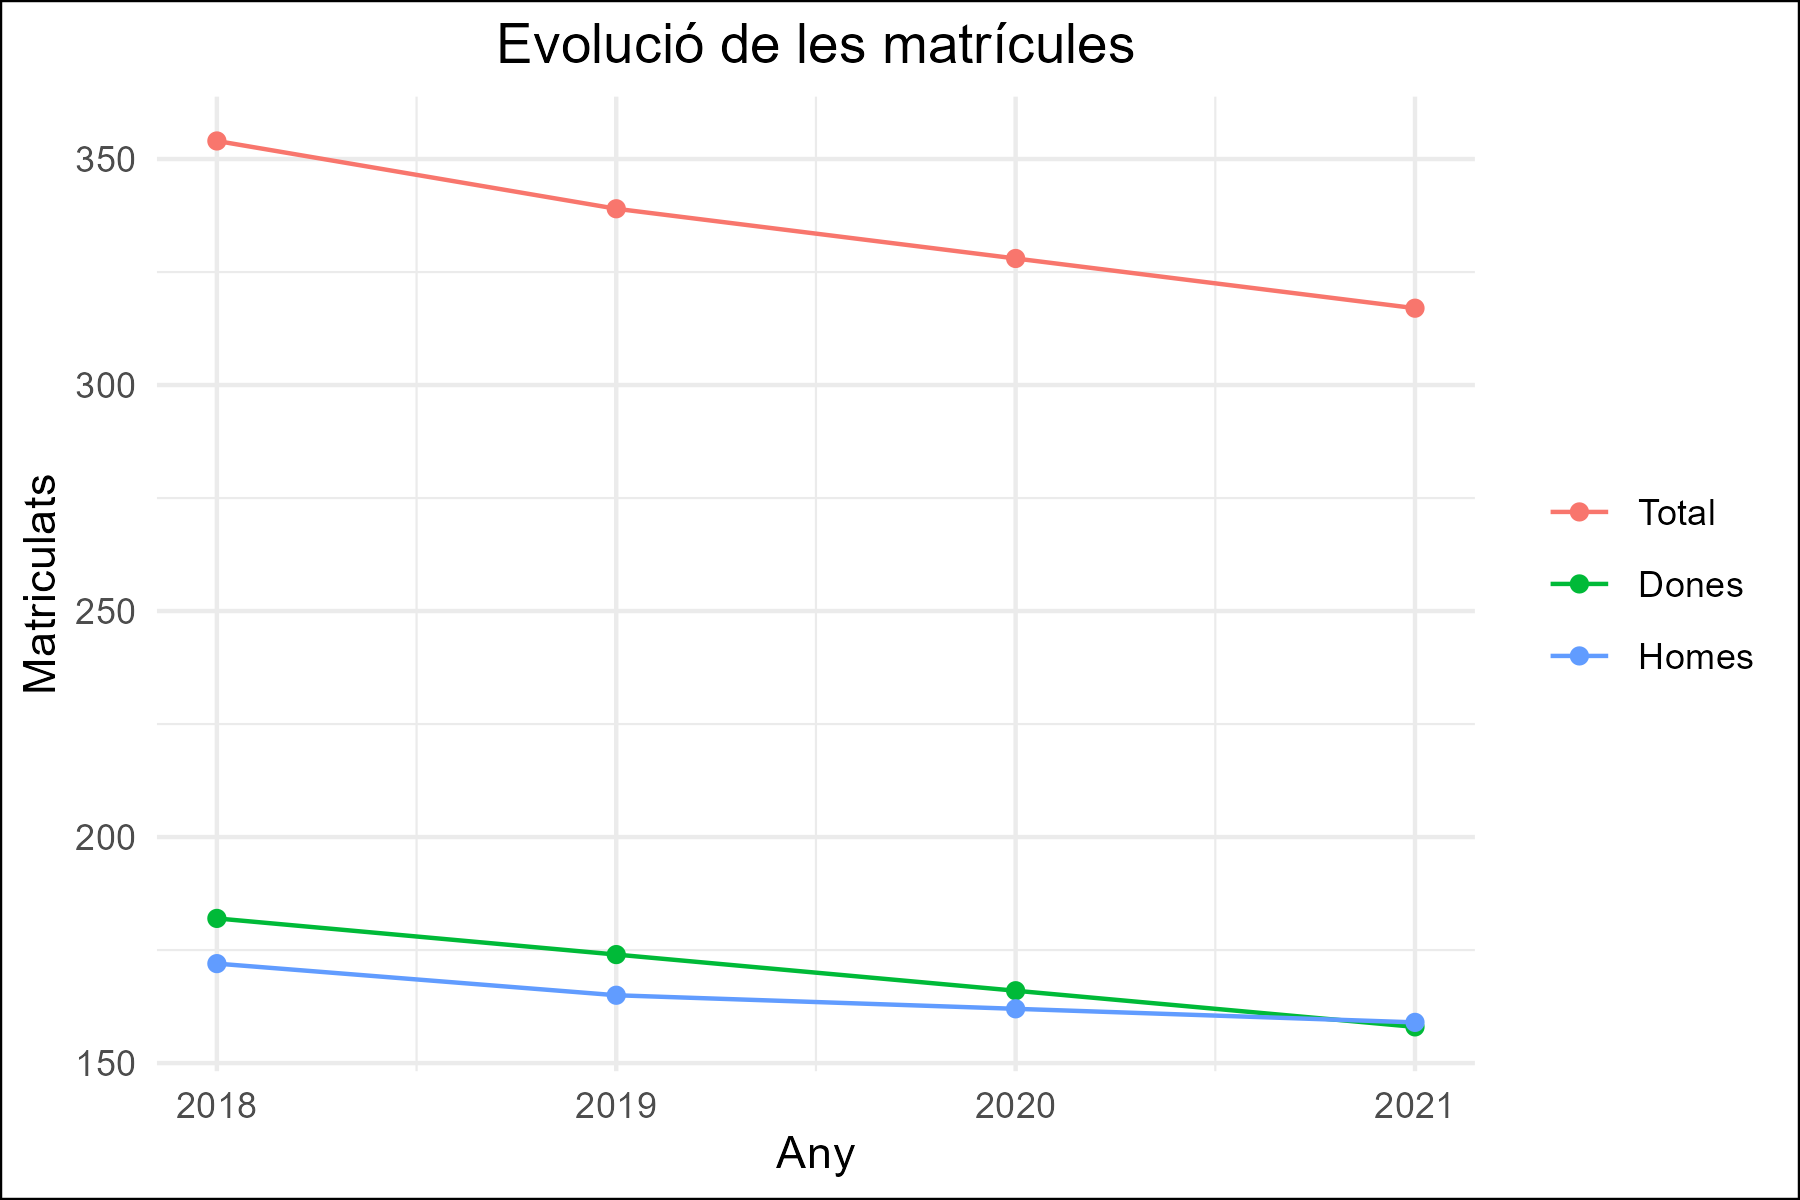 Evolució de les matrícules
350
300
250
200
150
Matriculats
2018
2019
2020
2021
Any
Total
Dones
Homes